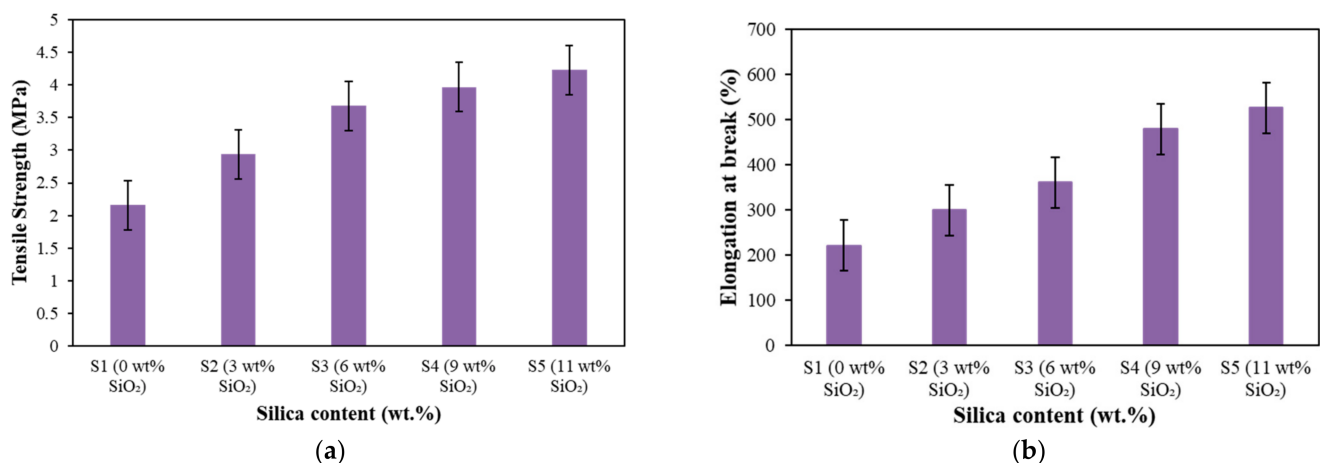 5
4.5
4
3.5
3
2.5
2
1.5
1
0.5
0
Tensile Strength (MPa)
S1 (0 wt% SiO₂)
S2 (3 wt% SiO₂)
S3 (6 wt% SiO₂)
S4 (9 wt% SiO₂)
S5 (11 wt% SiO₂)
Silica content (wt.%)
(a)
700
600
500
400
300
200
100
0
Elongation at break (%)
S1 (0 wt% SiO₂)
S2 (3 wt% SiO₂)
S3 (6 wt% SiO₂)
S4 (9 wt% SiO₂)
S5 (11 wt% SiO₂)
Silica content (wt.%)
(b)